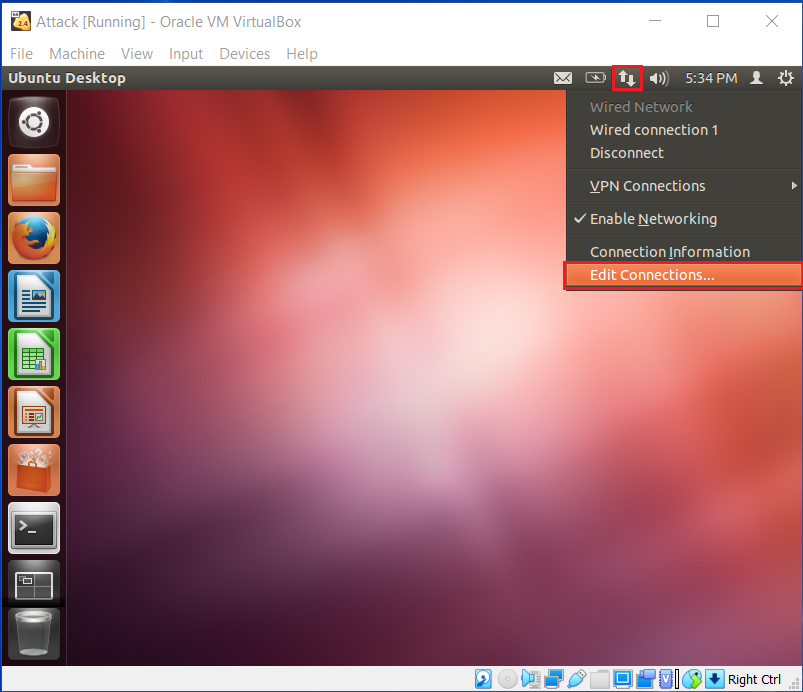 Attack [Running] - Oracle VM VirtualBox
File Machine View Input Devices Help
Ubuntu Desktop 5:34 PM
Wired Network
Wired connection 1
Disconnect
VPN Connections
Enable Networking
Connection Information
Edit Connections...
Right Ctrl